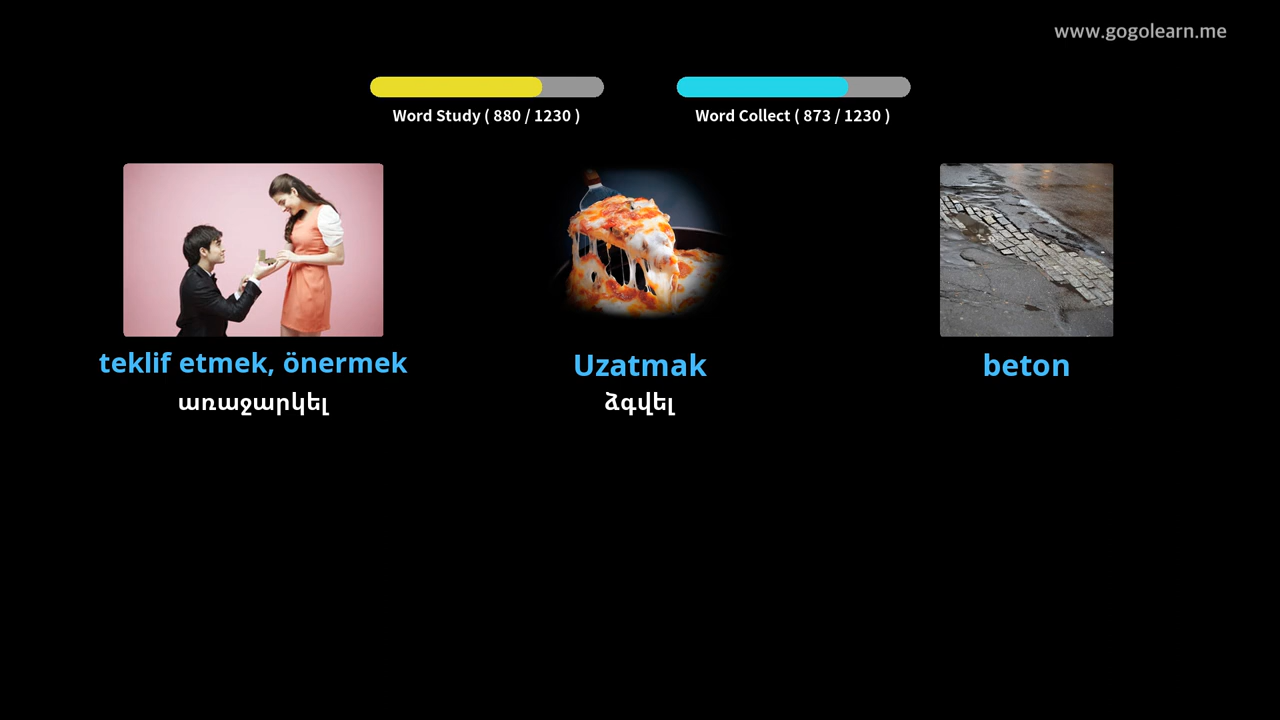 www.gogolearn.me
Word Study ( 880 / 1230 )
Word Collect ( 873 / 1230 )
teklif etmek, önermek
առաջարկել
Uzatmak
ձգվել
beton